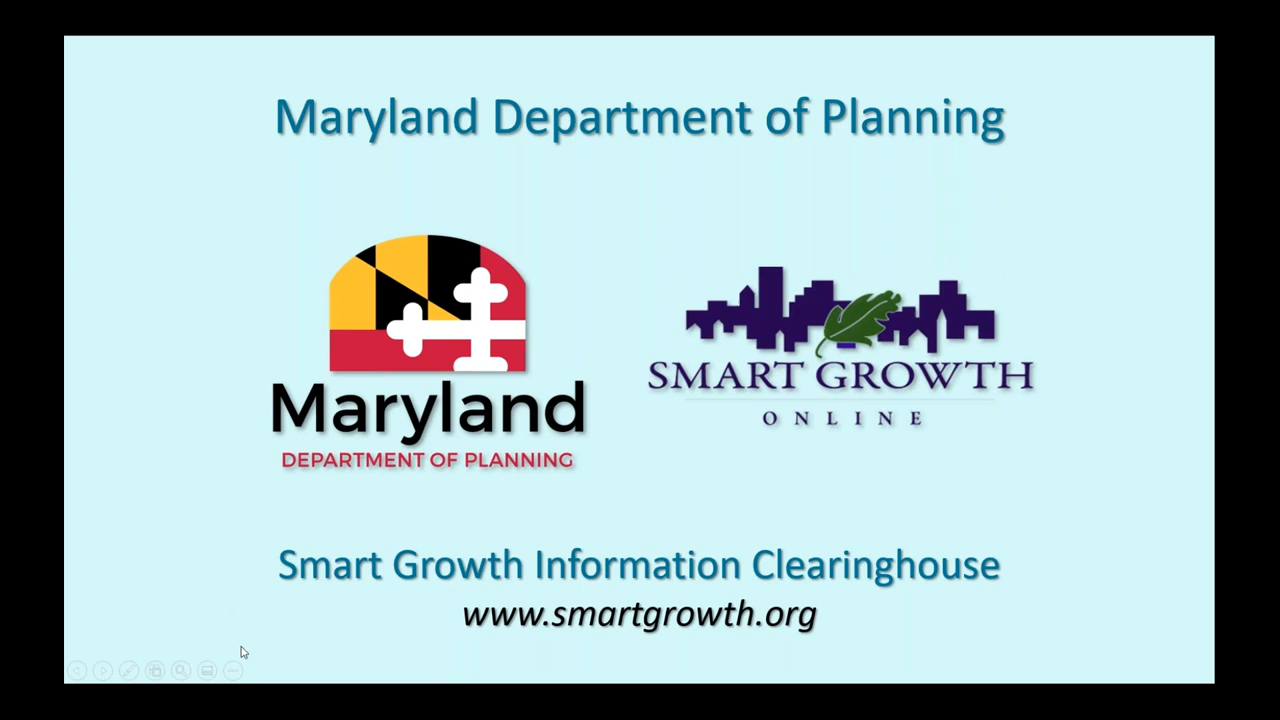 Maryland Department of Planning
Maryland
DEPARTMENT OF PLANNING
SMART GROWTH
ONLINE
Smart Growth Information Clearinghouse
www.smartgrowth.org